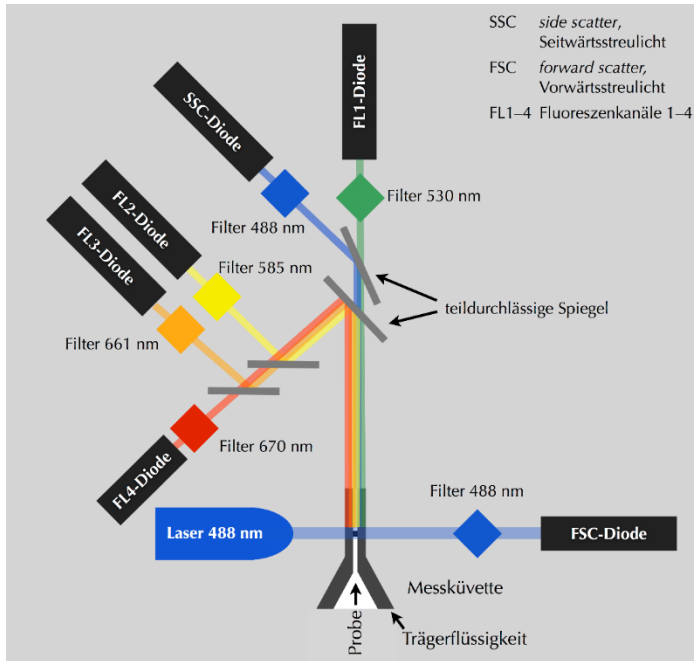 SSC side scatter,
Seitwärtsstreulicht
FSC forward scatter,
Vorwärtsstreulicht
FL1–4 Fluoreszenkanäle 1–4
FL1-Diode
SSC-Diode
FL2-Diode
FL3-Diode
Filter 530 nm
Filter 488 nm
Filter 585 nm
teildurchlässige Spiegel
Filter 661 nm
Filter 670 nm
FL4-Diode
Filter 488 nm
Laser 488 nm
FSC-Diode
Messküvette
Probe
Trägerflüssigkeit